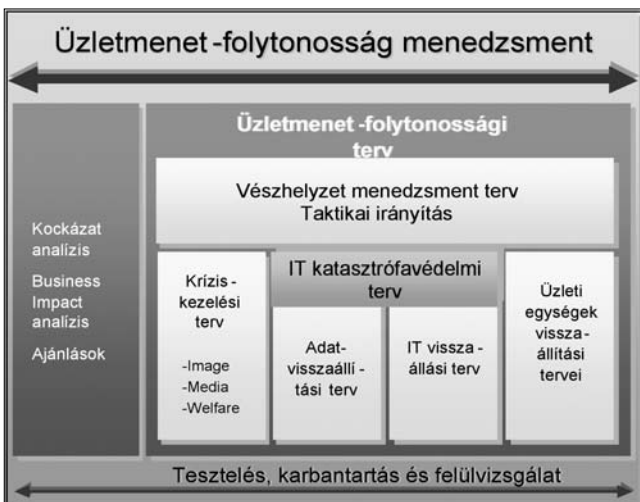 Üzletmenet-folytonosság menedzsment
Kockázat
analízis
Business
Impact
analízis
Ajánlások
Üzletmenet-folytonossági
terv
Vészhelyzet menedzsment terv
Taktikai irányítás
Krízis-
kezelési
terv
-Image
-Media
-Welfare
IT katasztrófavédelmi
terv
Adat-
visszaállí-
tási terv
IT vissza-
állási terv
Üzleti
egységek
vissza-
állítási
tervei
Tesztelés, karbantartás és felülvizsgálat